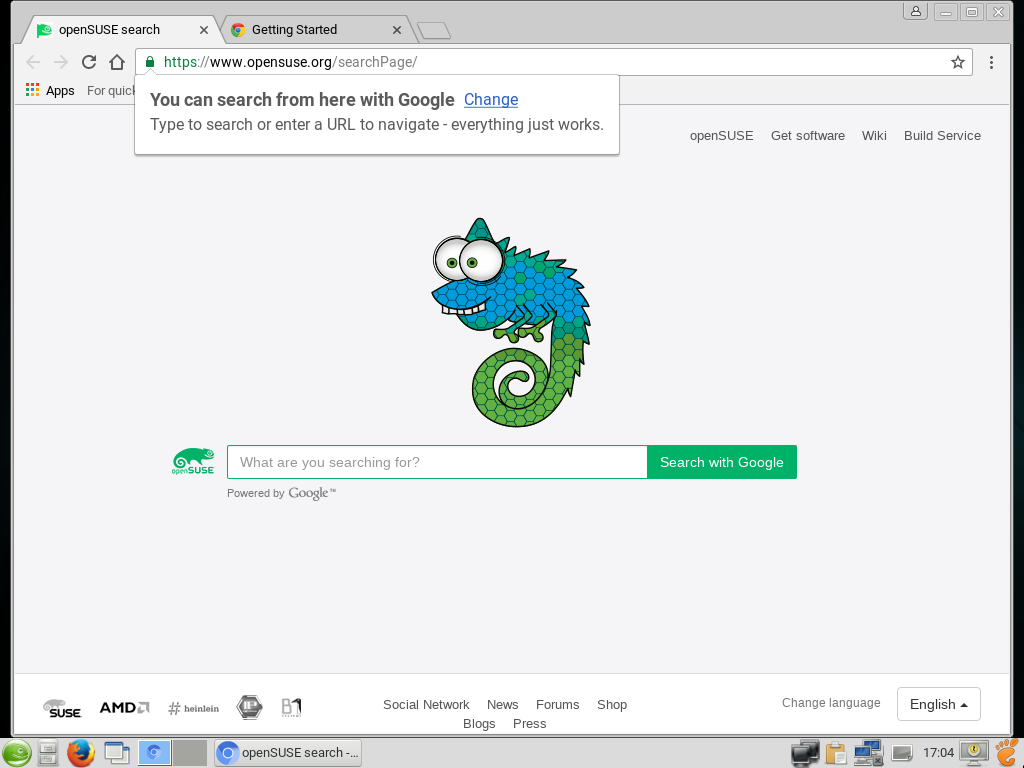 openSUSE search
Getting Started
https://www.opensuse.org/searchPage/
Apps
For quick
You can search from here with Google Change
Type to search or enter a URL to navigate - everything just works.
openSUSE Get software Wiki Build Service
openSUSE
What are you searching for?
Search with Google
Powered by Google™
SUSE
AMD
# heinlein
IP
B1
Social Network News Forums Shop
Blogs Press
Change language
English
openSUSE search -...
17:04